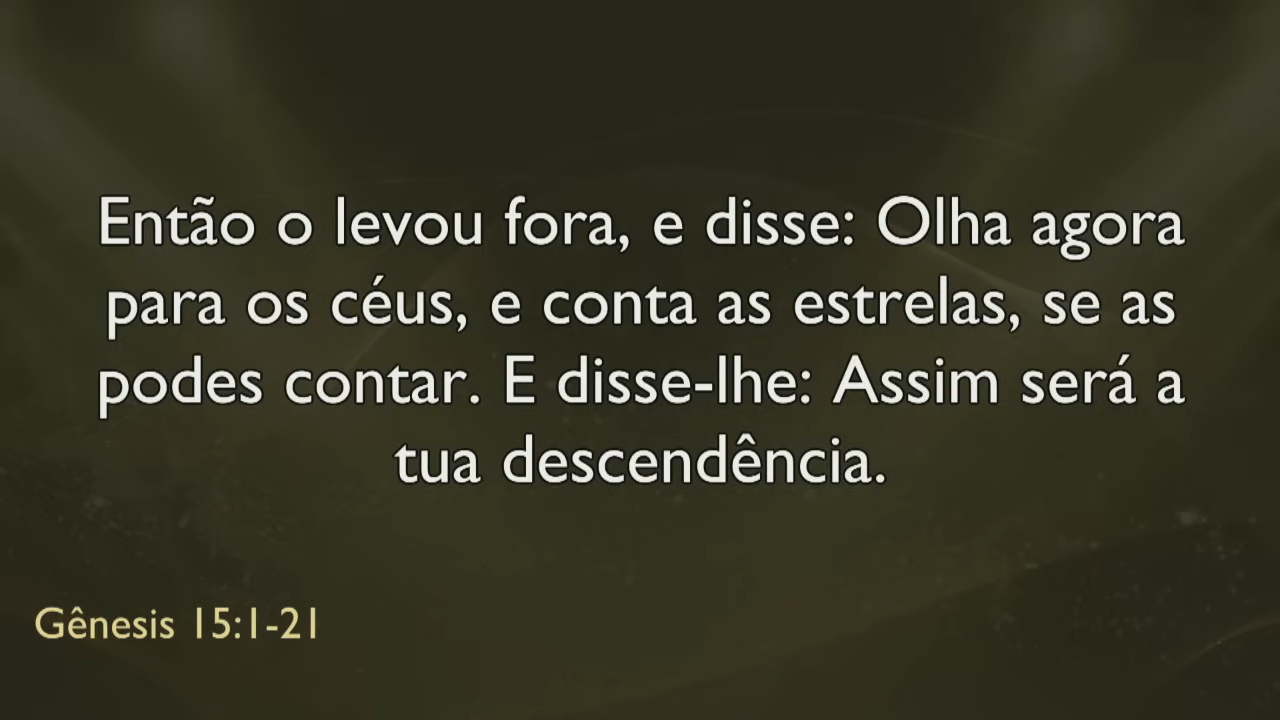 Então o levou fora, e disse: Olha agora
para os céus, e conta as estrelas, se as
podes contar. E disse-lhe: Assim será a
tua descendência.
Gênesis 15:1-21